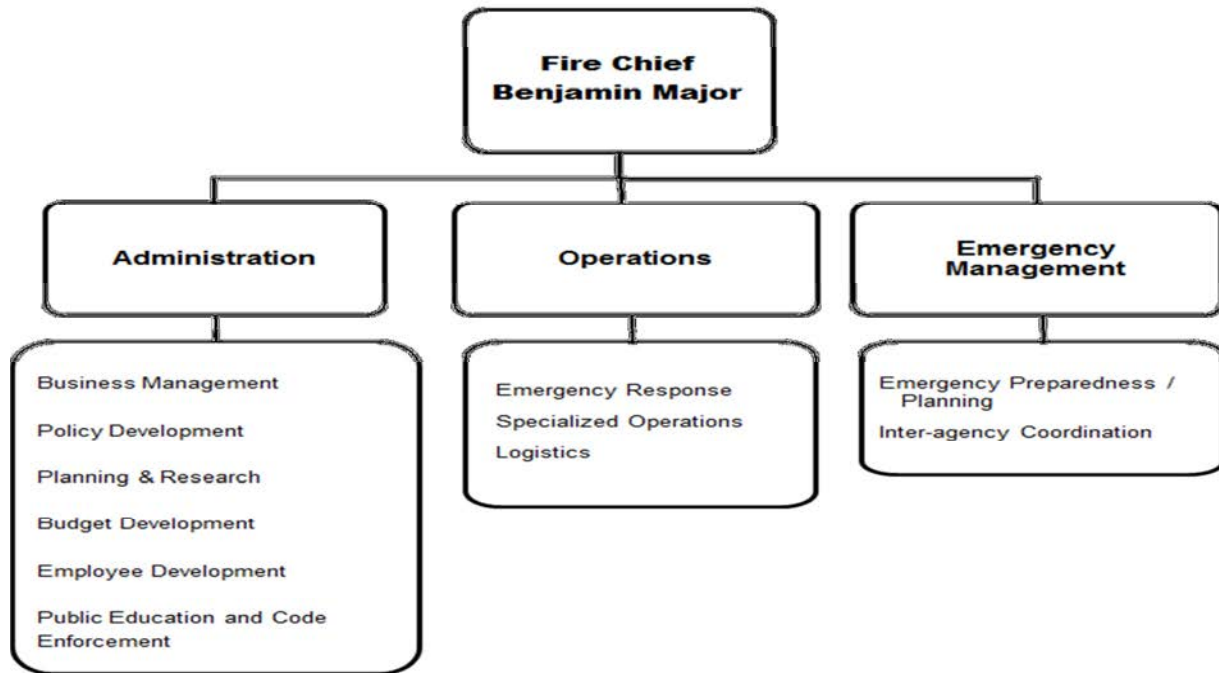 Fire Chief
Benjamin Major
Administration
Operations
Emergency
Management
Business Management
Policy Development
Planning & Research
Budget Development
Employee Development
Public Education and Code
Enforcement
Emergency Response
Specialized Operations
Logistics
Emergency Preparedness /
Planning
Inter-agency Coordination